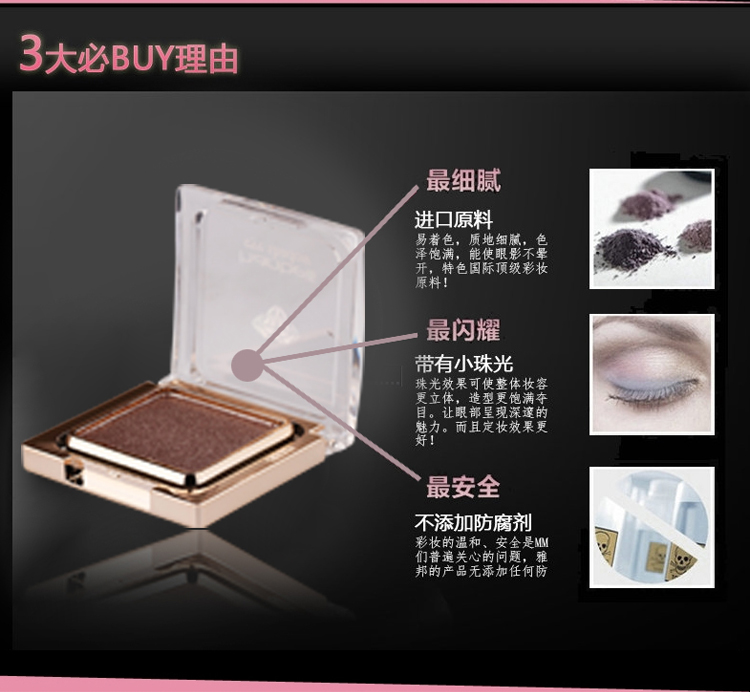 3大必BUY理由
最细腻
进口原料
易着色，质地细腻，色
泽饱满，能使眼影不晕
开，特色国际顶级彩妆
原料！
最闪耀
带有小珠光
珠光效果可使整体妆容
更立体，造型更饱满夺
目。让眼部呈现深邃的
魅力。而且定妆效果更
好！
最安全
不添加防腐剂
彩妆的温和、安全是MM
们普遍关心的问题，雅
邦的产品无添加任何防